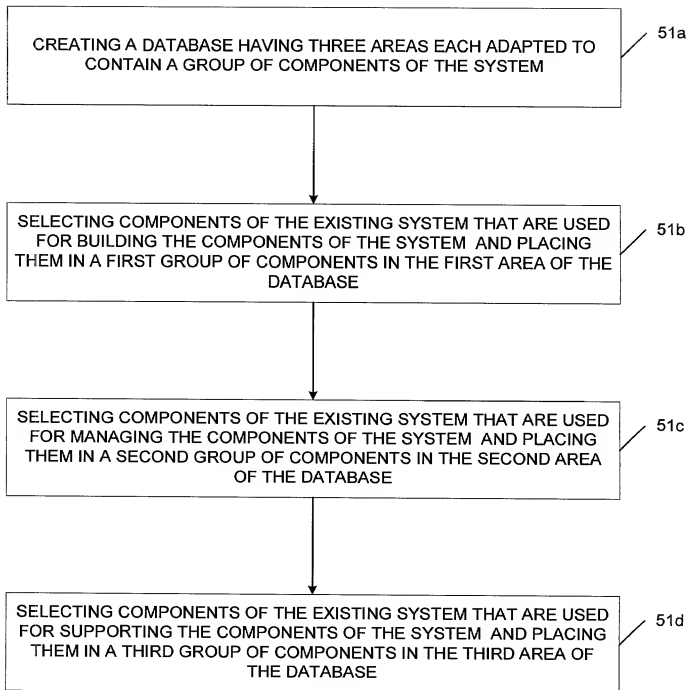 CREATING A DATABASE HAVING THREE AREAS EACH ADAPTED TO
CONTAIN A GROUP OF COMPONENTS OF THE SYSTEM
51a
SELECTING COMPONENTS OF THE EXISTING SYSTEM THAT ARE USED
FOR BUILDING THE COMPONENTS OF THE SYSTEM AND PLACING
THEM IN A FIRST GROUP OF COMPONENTS IN THE FIRST AREA OF THE
DATABASE
51b
SELECTING COMPONENTS OF THE EXISTING SYSTEM THAT ARE USED
FOR MANAGING THE COMPONENTS OF THE SYSTEM AND PLACING
THEM IN A SECOND GROUP OF COMPONENTS IN THE SECOND AREA
OF THE DATABASE
51c
SELECTING COMPONENTS OF THE EXISTING SYSTEM THAT ARE USED
FOR SUPPORTING THE COMPONENTS OF THE SYSTEM AND PLACING
THEM IN A THIRD GROUP OF COMPONENTS IN THE THIRD AREA OF
THE DATABASE
51d